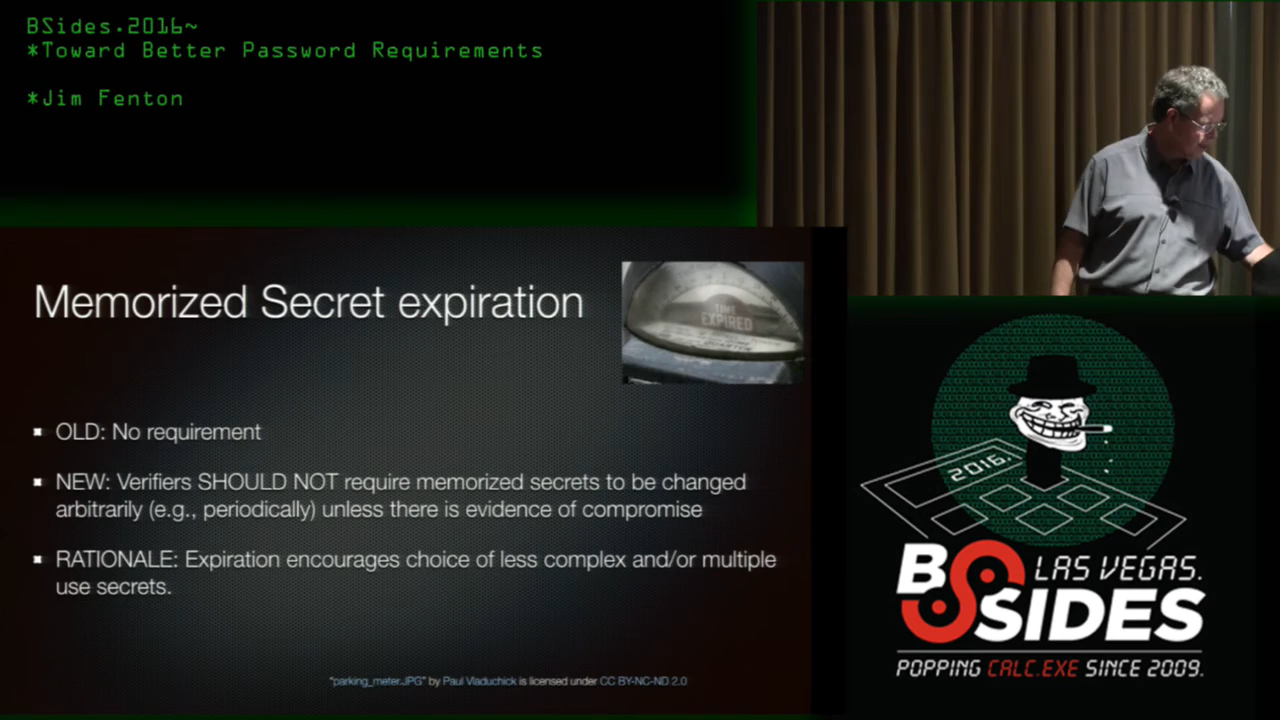 BSides.2016~
*Toward Better Password Requirements
*Jim Fenton
Memorized Secret expiration
TIME
EXPIRED
QUARTER
OLD: No requirement
NEW: Verifiers SHOULD NOT require memorized secrets to be changed
arbitrarily (e.g., periodically) unless there is evidence of compromise
RATIONALE: Expiration encourages choice of less complex and/or multiple
use secrets.
"parking_meter.JPG" by Paul Vladuchick is licensed under CC BY-NC-ND 2.0
2016.
BSIDES
LAS VEGAS.
POPPING CALC.EXE SINCE 2009.